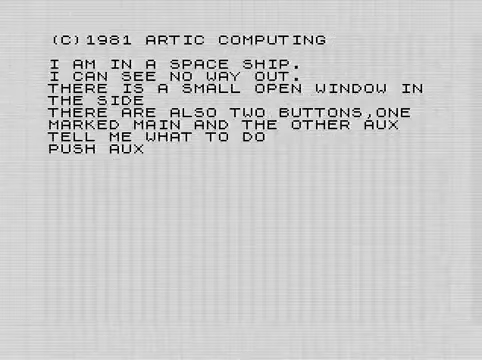 (C)1981 ARTIC COMPUTING
I AM IN A SPACE SHIP.
I CAN SEE NO WAY OUT.
THERE IS A SMALL OPEN WINDOW IN
THE SIDE
THERE ARE ALSO TWO BUTTONS,ONE
MARKED MAIN AND THE OTHER AUX
TELL ME WHAT TO DO
PUSH AUX